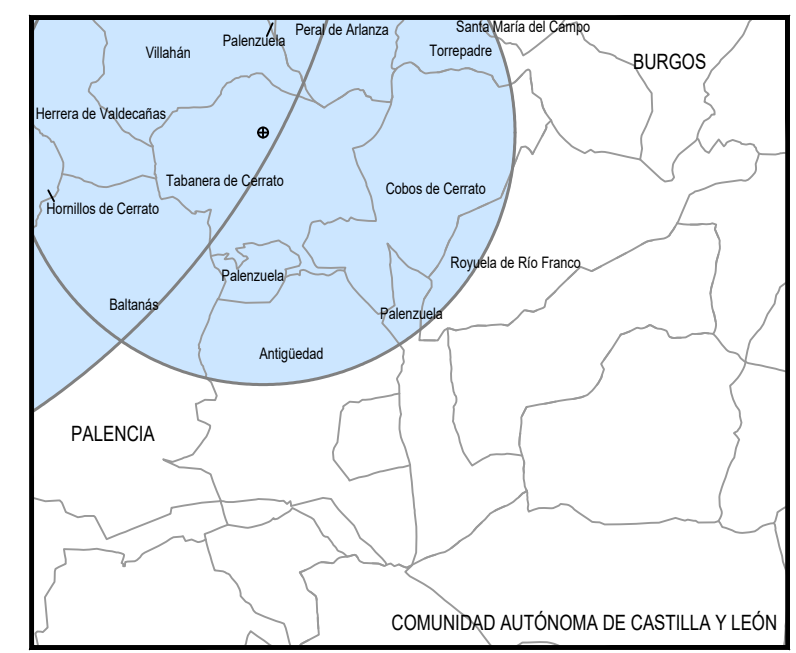 Santa María del Campo
Peral de Arlanza
Palenzuela
Villahán
Torrepadre
BURGOS
Herrera de Valdecañas
Tabanera de Cerrato
Cobos de Cerrato
Hornillos de Cerrato
Royuela de Río Franco
Palenzuela
Baltanás
Palenzuela
Antigüedad
PALENCIA
COMUNIDAD AUTÓNOMA DE CASTILLA Y LEÓN